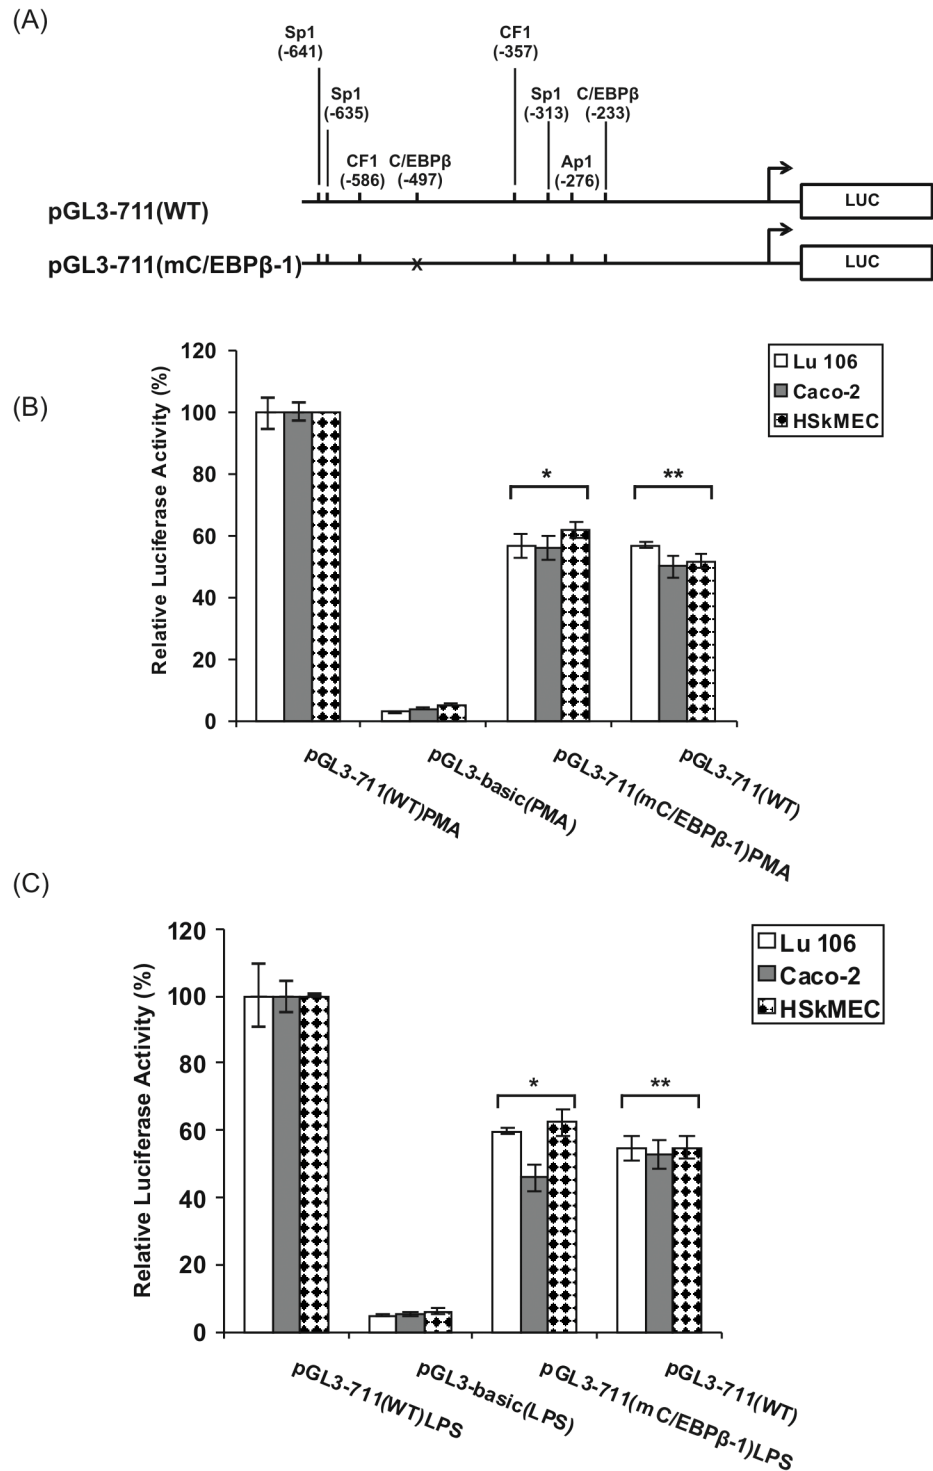 (A)
Sp1
(-641)
CF1
(-357)
Sp1
(-635)
Sp1
(-313)
C/EBPβ
(-233)
CF1
(-586)
C/EBPβ
(-497)
Ap1
(-276)
pGL3-711(WT)
LUC
pGL3-711(mC/EBPβ-1)
X
LUC
(B)
Relative Luciferase Activity (%)
120
100
80
60
40
20
0
*
**
Lu 106
Caco-2
HSkMEC
pGL3-711(WT)PMA
pGL3-basic(PMA)
pGL3-711(mC/EBPβ-1)PMA
pGL3-711(WT)
(C)
Relative Luciferase Activity (%)
120
100
80
60
40
20
0
*
**
Lu 106
Caco-2
HSkMEC
pGL3-711(WT)LPS
pGL3-basic(LPS)
pGL3-711(mC/EBPβ-1)LPS
pGL3-711(WT)